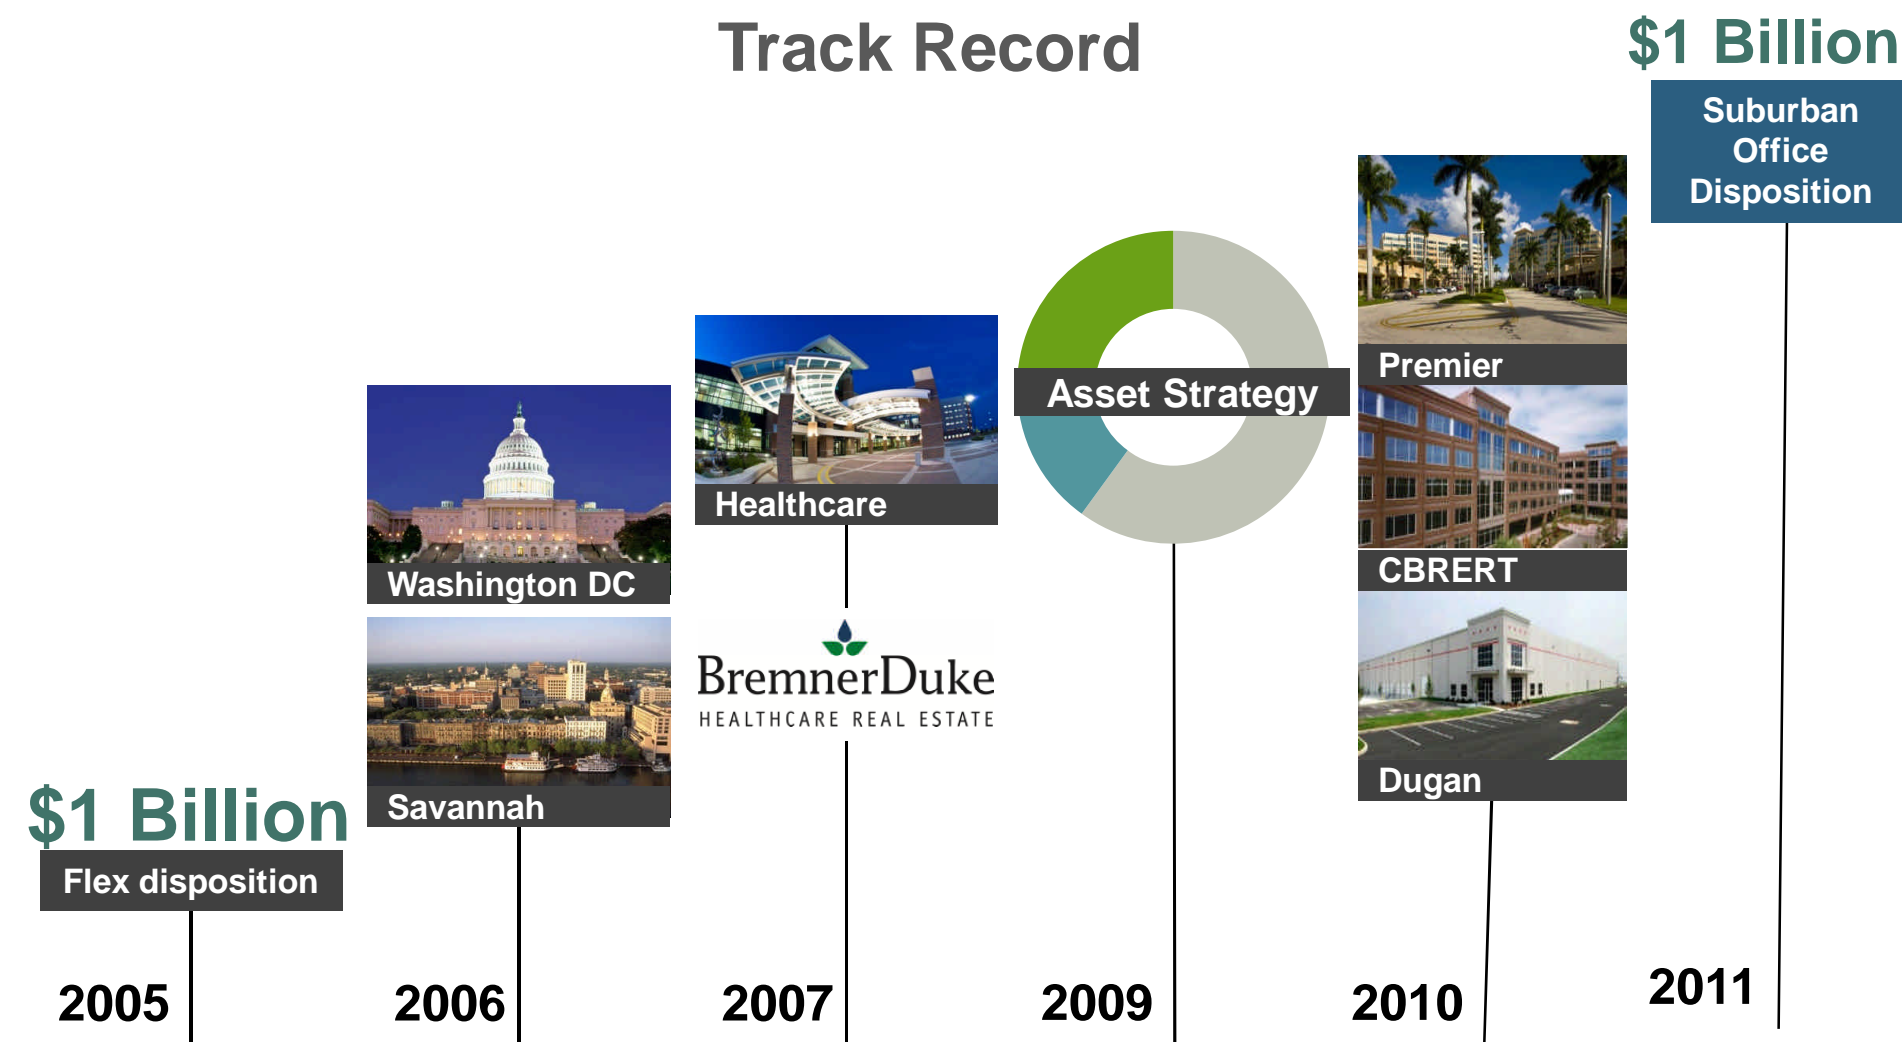 Track Record
$1 Billion
Suburban
Office
Disposition
Premier
CBRERT
Dugan
Asset Strategy
Healthcare
BremnerDuke
HEALTHCARE REAL ESTATE
Washington DC
Savannah
$1 Billion
Flex disposition
2005
2006
2007
2009
2010
2011